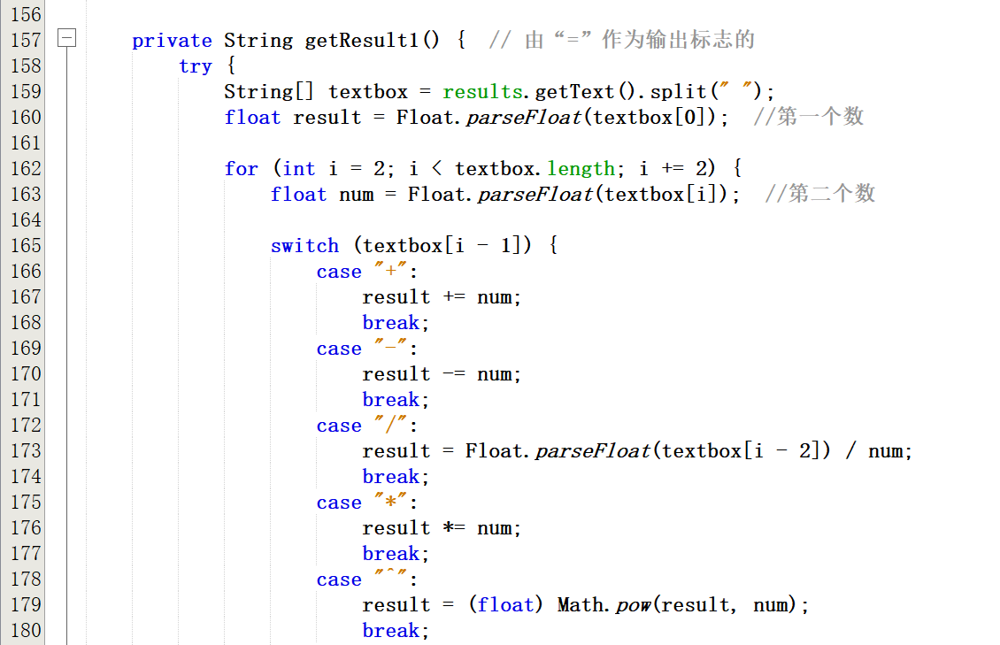 156
157 private String getResult1() { // 由“=”作为输出标志的
158 try {
159 String[] textbox = results.getText().split(" ");
160 float result = Float.parseFloat(textbox[0]); //第一个数
161
162 for (int i = 2; i < textbox.length; i += 2) {
163 float num = Float.parseFloat(textbox[i]); //第二个数
164
165 switch (textbox[i - 1]) {
166 case "+":
167 result += num;
168 break;
169 case "-":
170 result -= num;
171 break;
172 case "/":
173 result = Float.parseFloat(textbox[i - 2]) / num;
174 break;
175 case "*":
176 result *= num;
177 break;
178 case "^":
179 result = (float) Math.pow(result, num);
180 break;